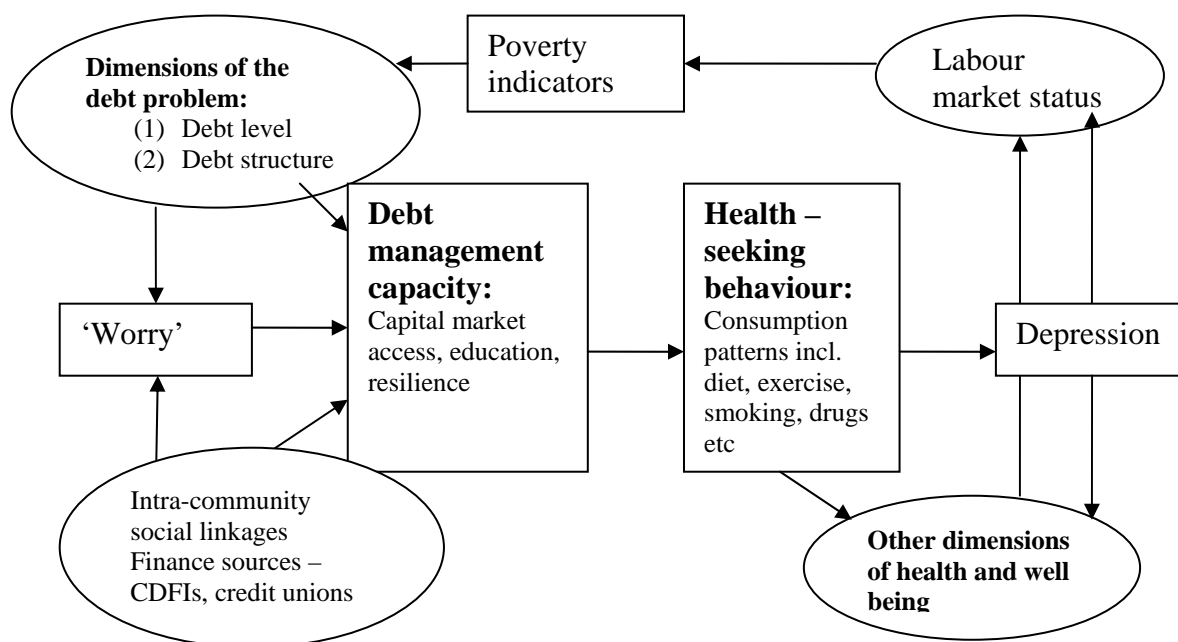 Dimensions of the
debt problem:
(1) Debt level
(2) Debt structure
Poverty
indicators
Labour
market status
Debt
management
capacity:
Capital market
access, education,
resilience
Health –
seeking
behaviour:
Consumption
patterns incl.
diet, exercise,
smoking, drugs
etc
‘Worry’
Depression
Intra-community
social linkages
Finance sources –
CDFIs, credit unions
Other dimensions
of health and well
being